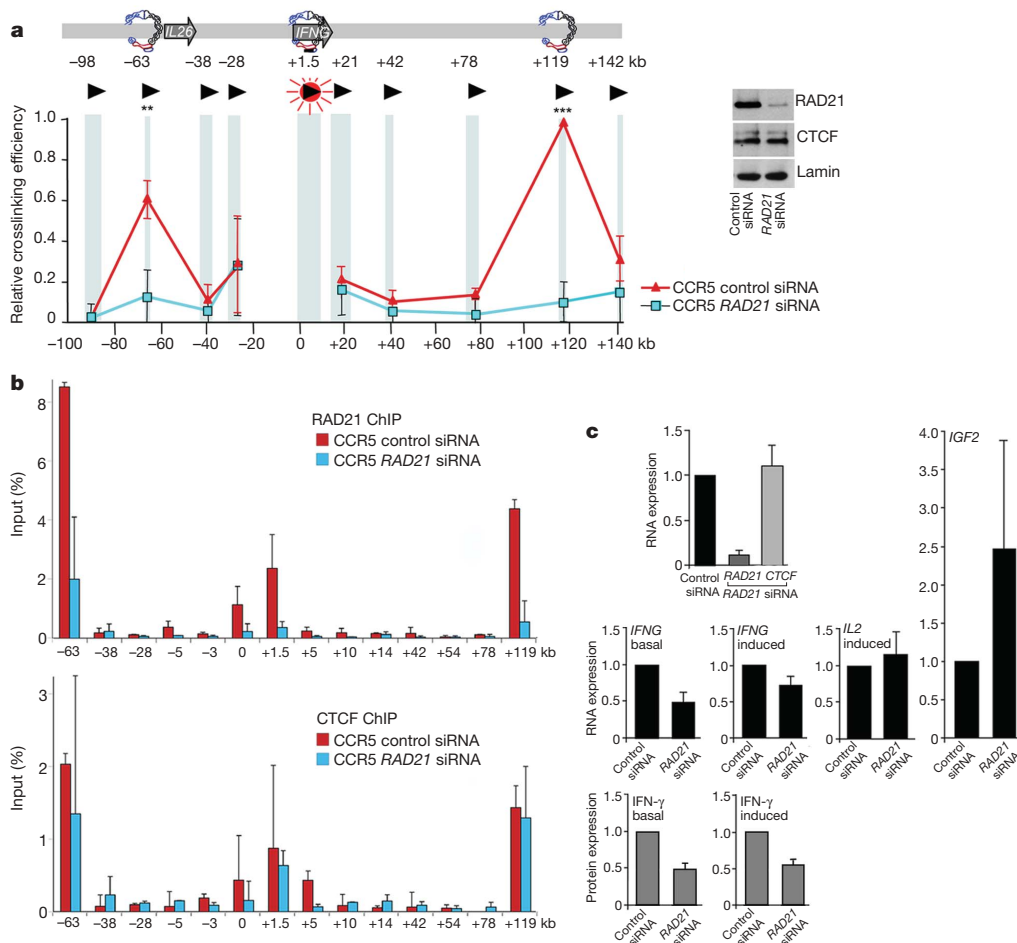 a
IL26 IFNG
−98 −63 −38 −28 +1.5 +21 +42 +78 +119 +142 kb
** ***
Relative crosslinking efficiency
1.0
0.8
0.6
0.4
0.2
0
−100 −80 −60 −40 −20 0 +20 +40 +60 +80 +100 +120 +140 kb
CCR5 control siRNA
CCR5 RAD21 siRNA
RAD21
CTCF
Lamin
Control siRNA
RAD21 siRNA
b
RAD21 ChIP
CCR5 control siRNA
CCR5 RAD21 siRNA
Input (%)
8
6
4
2
0
−63 −38 −28 −5 −3 0 +1.5 +5 +10 +14 +42 +54 +78 +119 kb
CTCF ChIP
CCR5 control siRNA
CCR5 RAD21 siRNA
Input (%)
3
2
1
0
−63 −38 −28 −5 −3 0 +1.5 +5 +10 +14 +42 +54 +78 +119 kb
c
RNA expression
1.5
1.0
0.5
0
Control siRNA
RAD21 CTCF
RAD21 siRNA
IGF2
4.0
3.5
3.0
2.5
2.0
1.5
1.0
0.5
0
Control siRNA
RAD21 siRNA
RNA expression
IFNG basal
1.5
1.0
0.5
0
Control siRNA
RAD21 siRNA
IFNG induced
1.5
1.0
0.5
0
Control siRNA
RAD21 siRNA
IL2 induced
1.5
1.0
0.5
0
Control siRNA
RAD21 siRNA
Protein expression
IFN-γ basal
1.5
1.0
0.5
0
Control siRNA
RAD21 siRNA
IFN-γ induced
1.5
1.0
0.5
0
Control siRNA
RAD21 siRNA